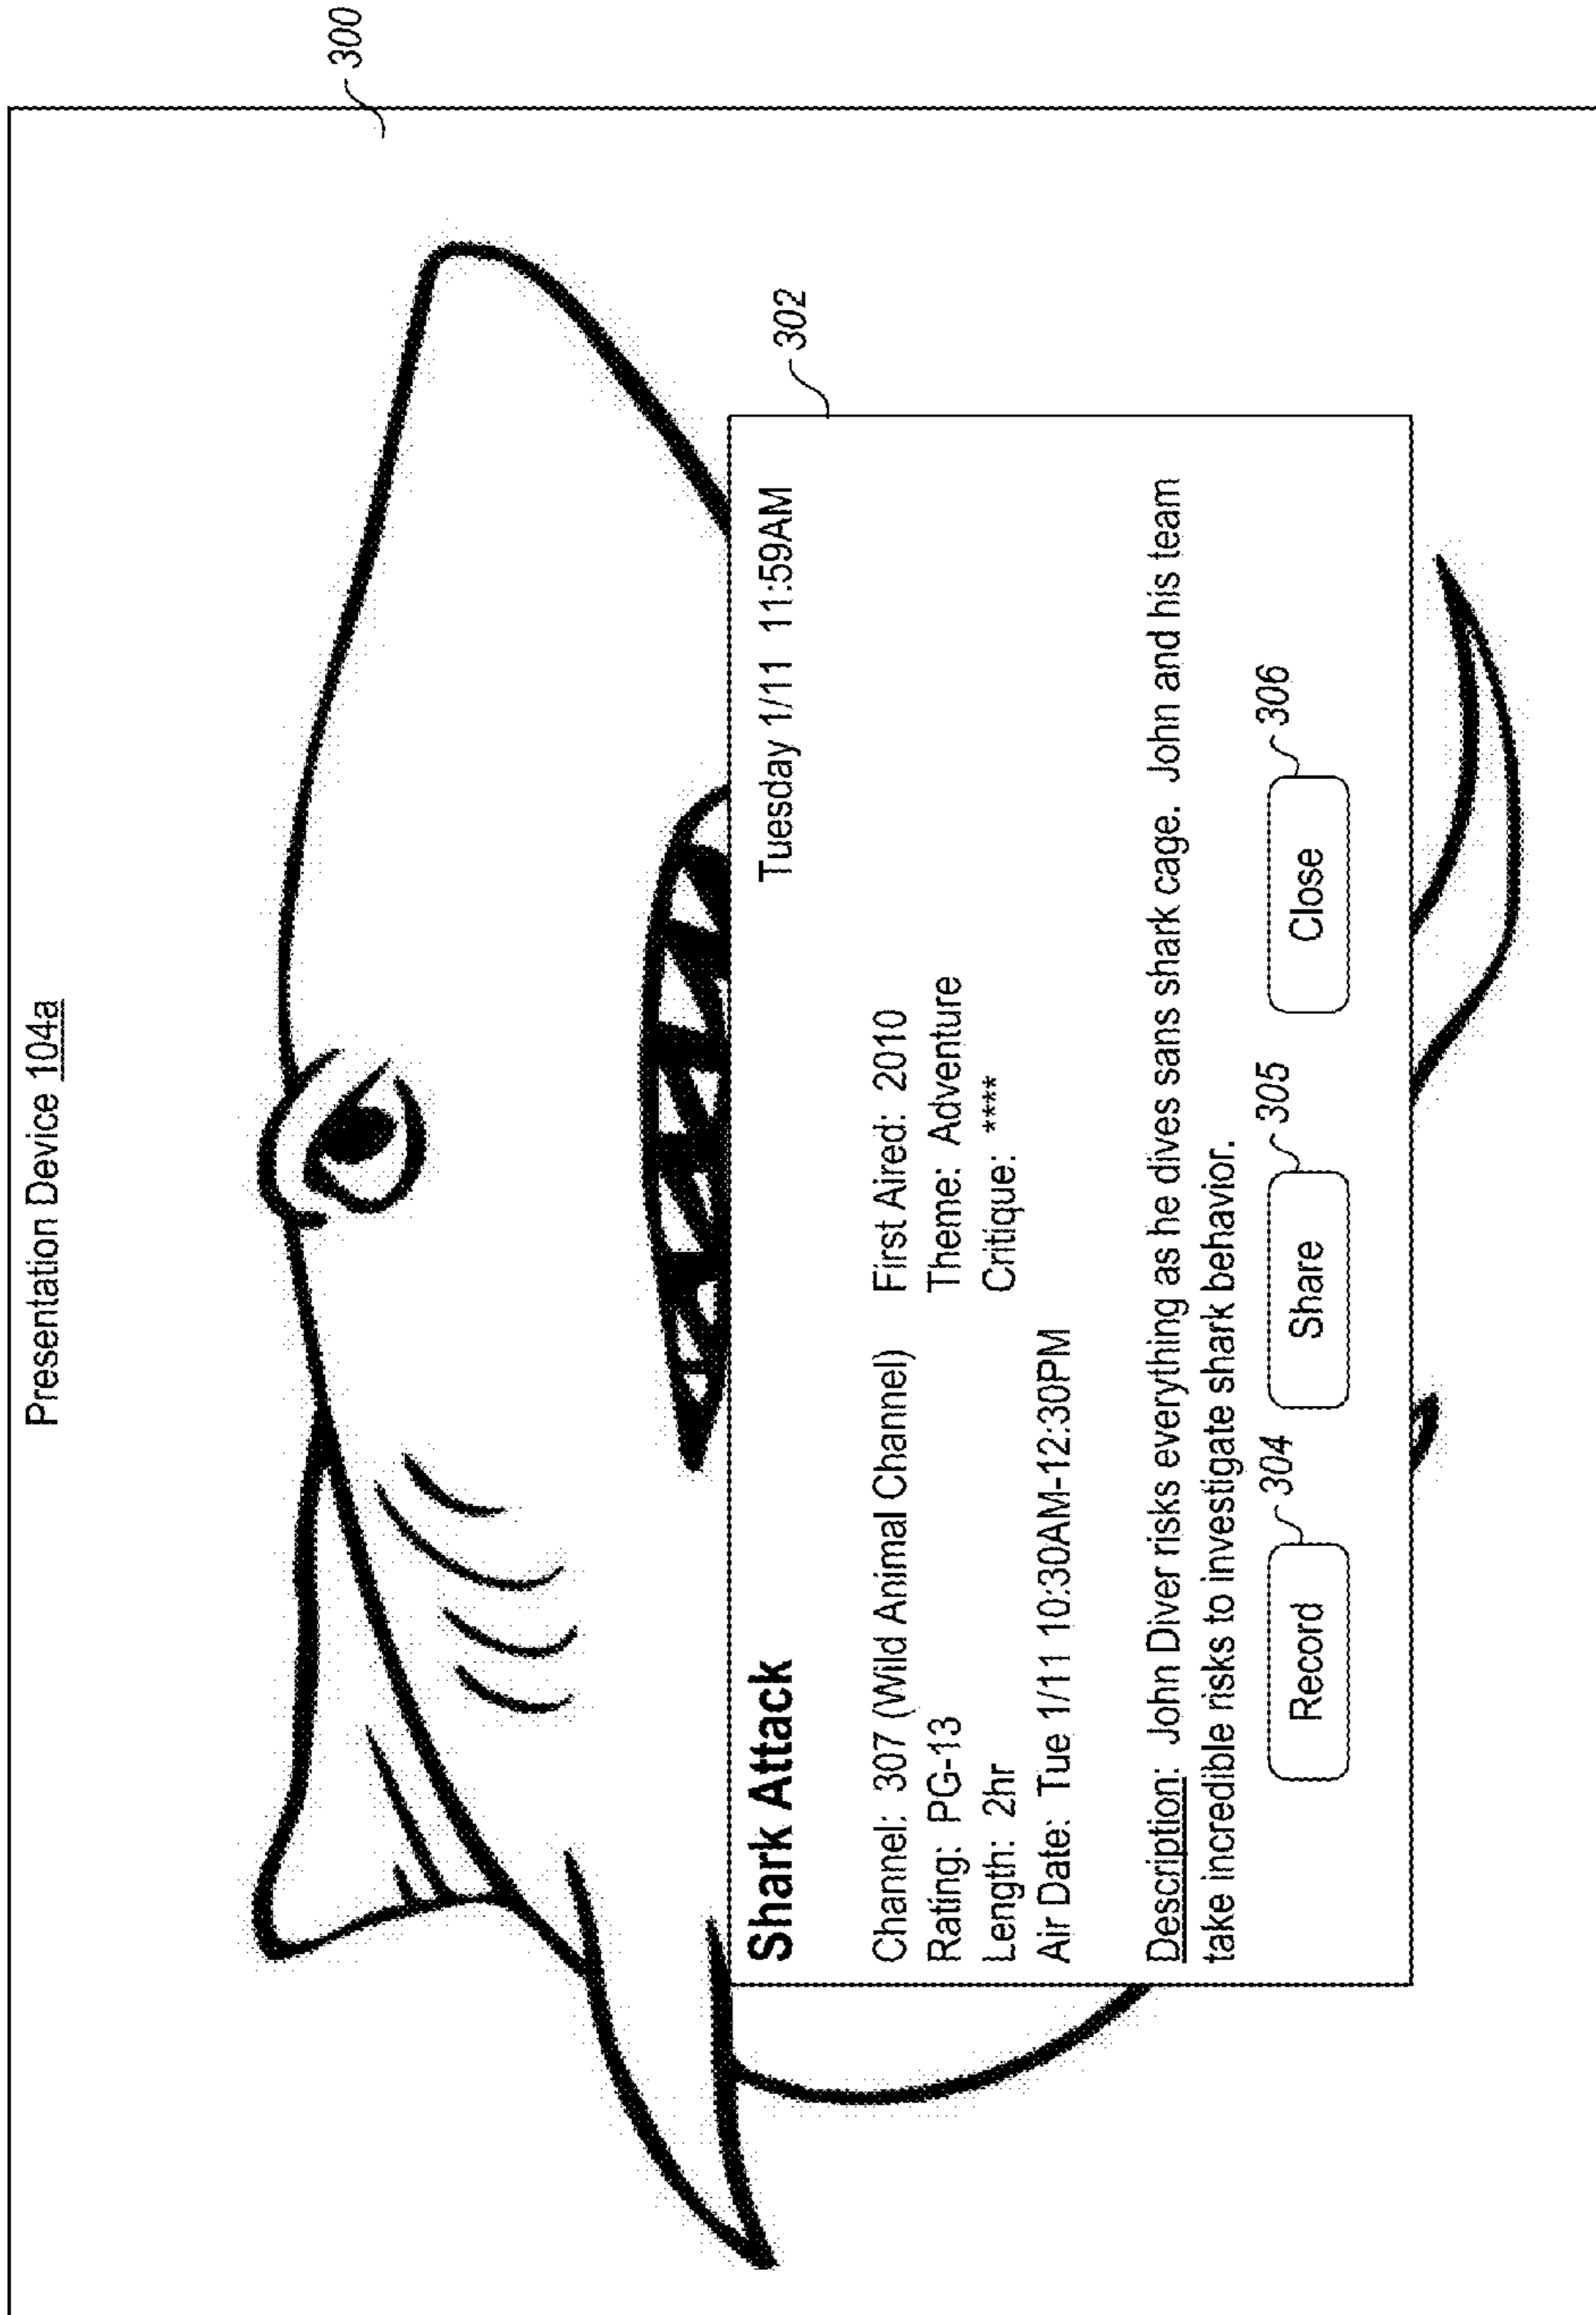 Presentation Device 104a
300
302
Shark Attack
Tuesday 1/11 11:59AM
Channel: 307 (Wild Animal Channel)
First Aired: 2010
Rating: PG-13
Theme: Adventure
Length: 2hr
Critique: ****
Air Date: Tue 1/11 10:30AM-12:30PM
Description: John Diver risks everything as he dives sans shark cage. John and his team
take incredible risks to investigate shark behavior.
304
305
306
Record
Share
Close